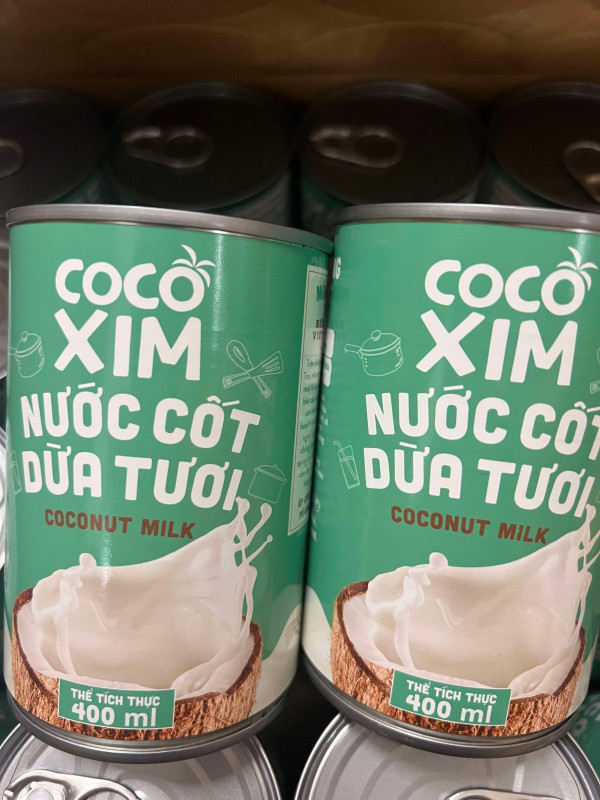 COCO
XIM
NƯỚC CỐT
DỪA TƯƠI
COCONUT MILK
THỂ TÍCH THỰC
400 ml
COCO
XIM
NƯỚC CỐT
DỪA TƯƠI
COCONUT MILK
THỂ TÍCH THỰC
400 ml